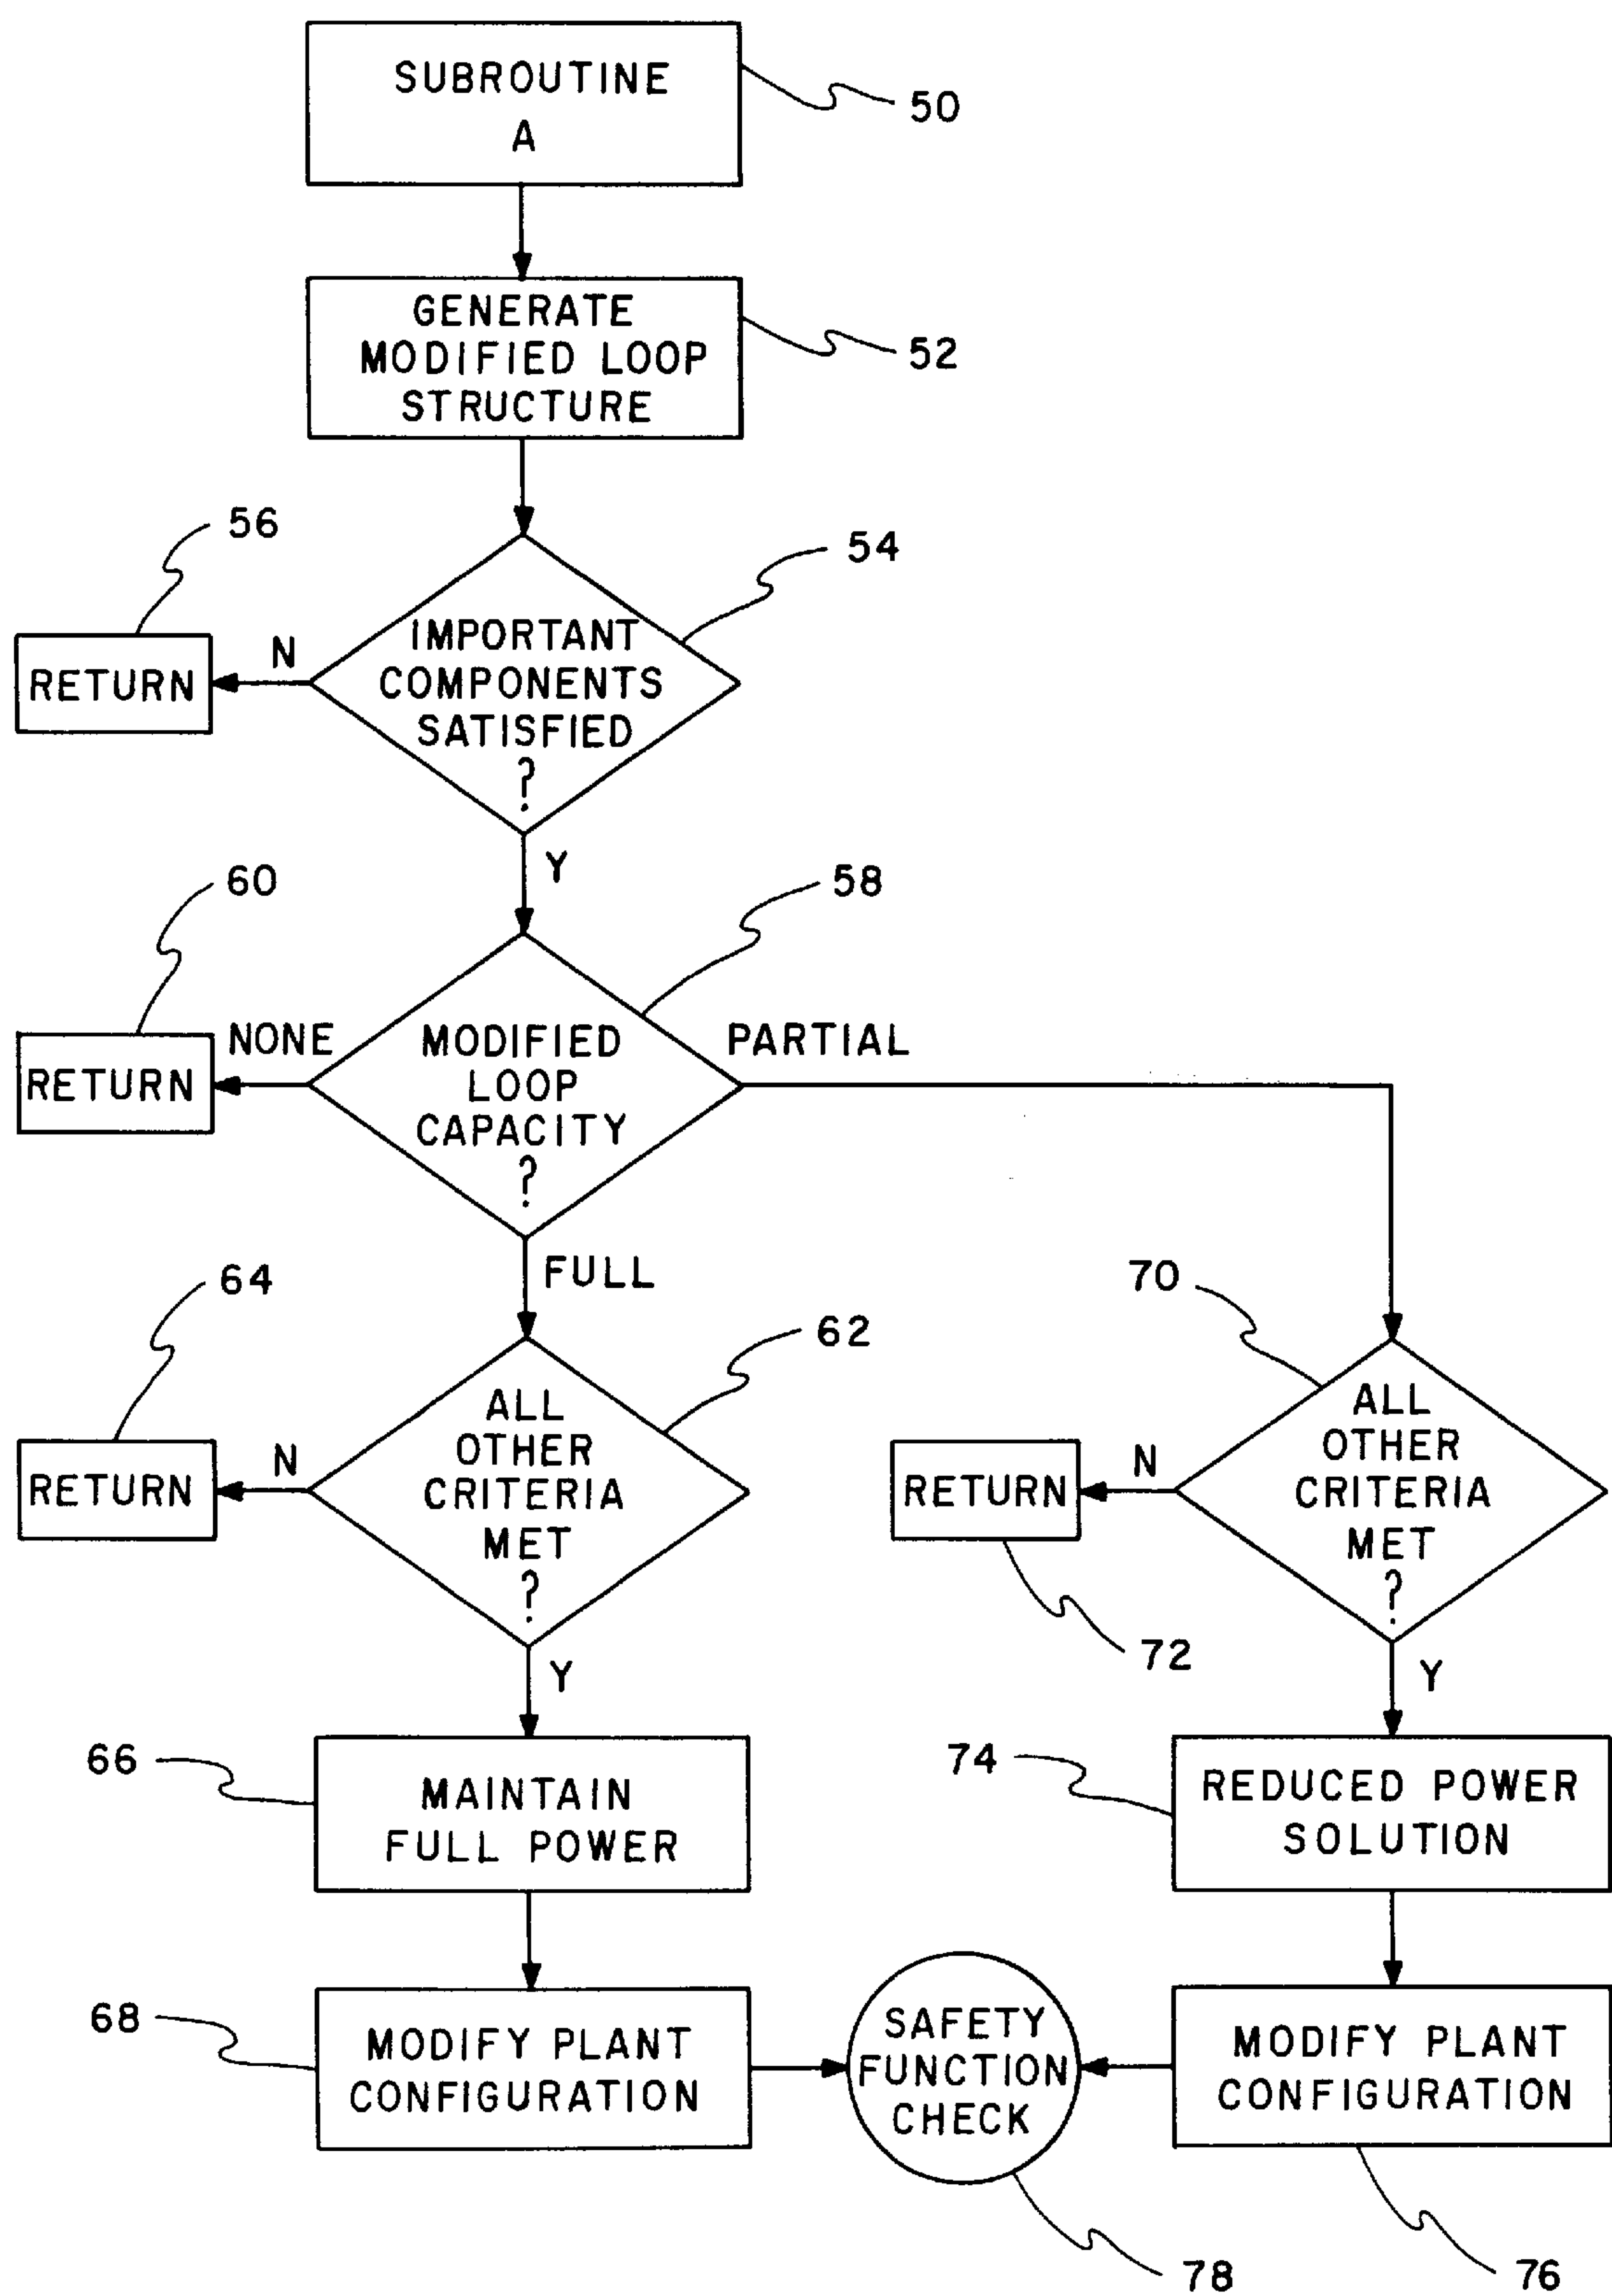 SUBROUTINE
A
50
GENERATE
MODIFIED LOOP
STRUCTURE
52
56
54
RETURN
N
IMPORTANT
COMPONENTS
SATISFIED
?
Y
60
58
RETURN
NONE
MODIFIED
LOOP
CAPACITY
?
PARTIAL
FULL
64
62
70
RETURN
N
ALL
OTHER
CRITERIA
MET
?
RETURN
N
ALL
OTHER
CRITERIA
MET
?
72
Y
Y
66
MAINTAIN
FULL POWER
74
REDUCED POWER
SOLUTION
68
MODIFY PLANT
CONFIGURATION
SAFETY
FUNCTION
CHECK
MODIFY PLANT
CONFIGURATION
78
76